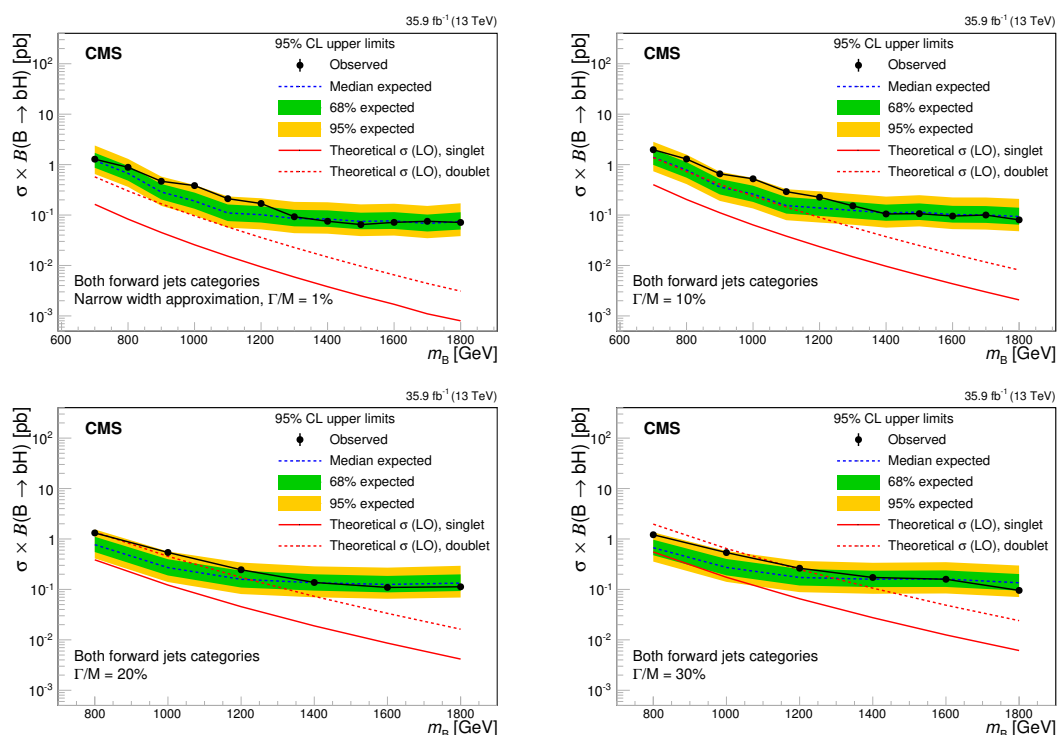 35.9 fb⁻¹ (13 TeV)
CMS
95% CL upper limits
Observed
Median expected
68% expected
95% expected
Theoretical σ (LO), singlet
Theoretical σ (LO), doublet
σ × B(B → bH) [pb]
10²
10
1
10⁻¹
10⁻²
10⁻³
Both forward jets categories
Narrow width approximation, Γ/M = 1%
600 800 1000 1200 1400 1600 1800
m_B [GeV]
35.9 fb⁻¹ (13 TeV)
CMS
95% CL upper limits
Observed
Median expected
68% expected
95% expected
Theoretical σ (LO), singlet
Theoretical σ (LO), doublet
σ × B(B → bH) [pb]
10²
10
1
10⁻¹
10⁻²
10⁻³
Both forward jets categories
Γ/M = 10%
600 800 1000 1200 1400 1600 1800
m_B [GeV]
35.9 fb⁻¹ (13 TeV)
CMS
95% CL upper limits
Observed
Median expected
68% expected
95% expected
Theoretical σ (LO), singlet
Theoretical σ (LO), doublet
σ × B(B → bH) [pb]
10²
10
1
10⁻¹
10⁻²
10⁻³
Both forward jets categories
Γ/M = 20%
800 1000 1200 1400 1600 1800
m_B [GeV]
35.9 fb⁻¹ (13 TeV)
CMS
95% CL upper limits
Observed
Median expected
68% expected
95% expected
Theoretical σ (LO), singlet
Theoretical σ (LO), doublet
σ × B(B → bH) [pb]
10²
10
1
10⁻¹
10⁻²
10⁻³
Both forward jets categories
Γ/M = 30%
800 1000 1200 1400 1600 1800
m_B [GeV]